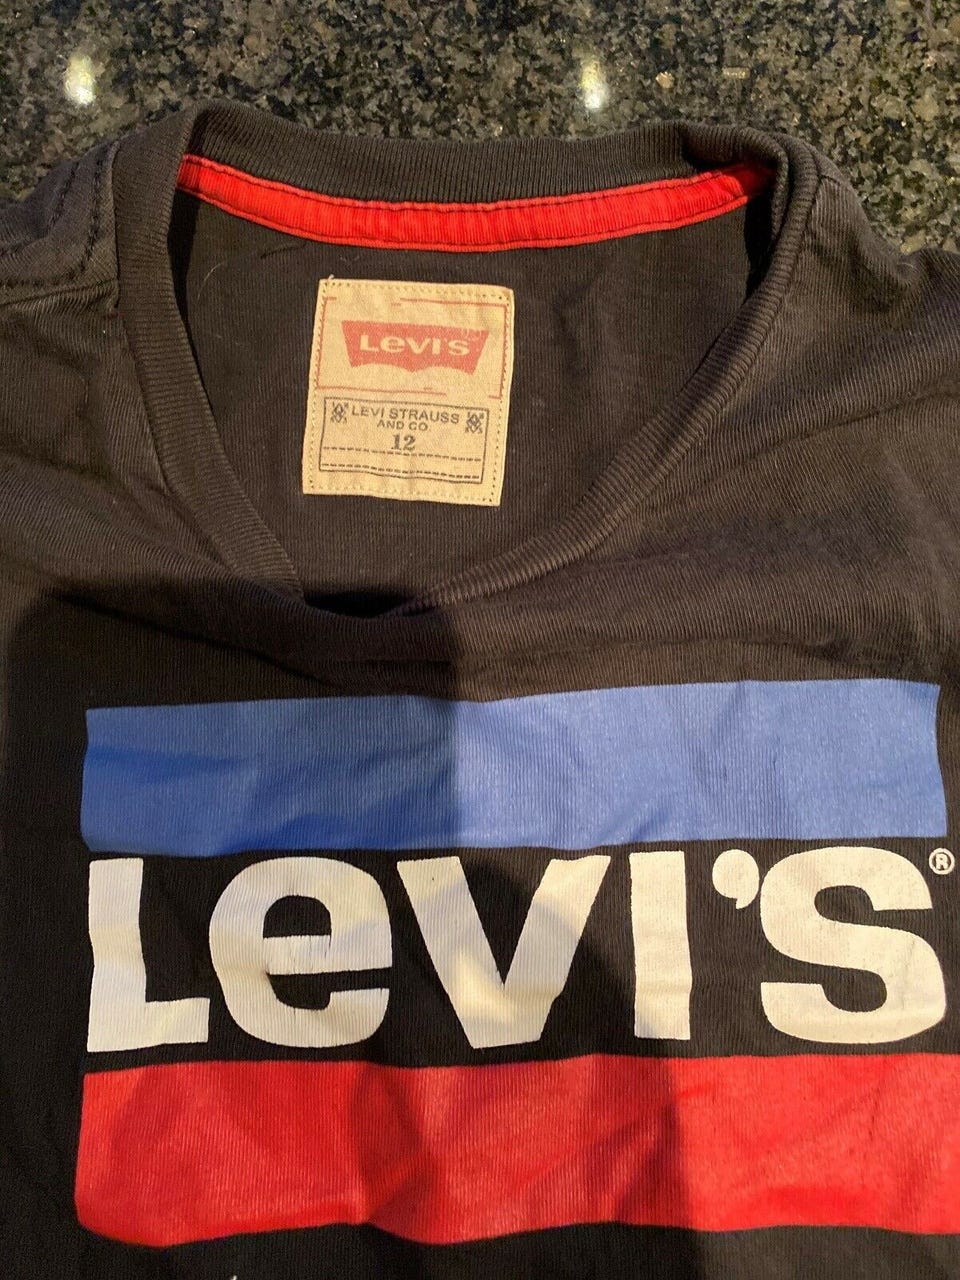 Levi's
LEVI STRAUSS
AND CO.
12
Levi's®